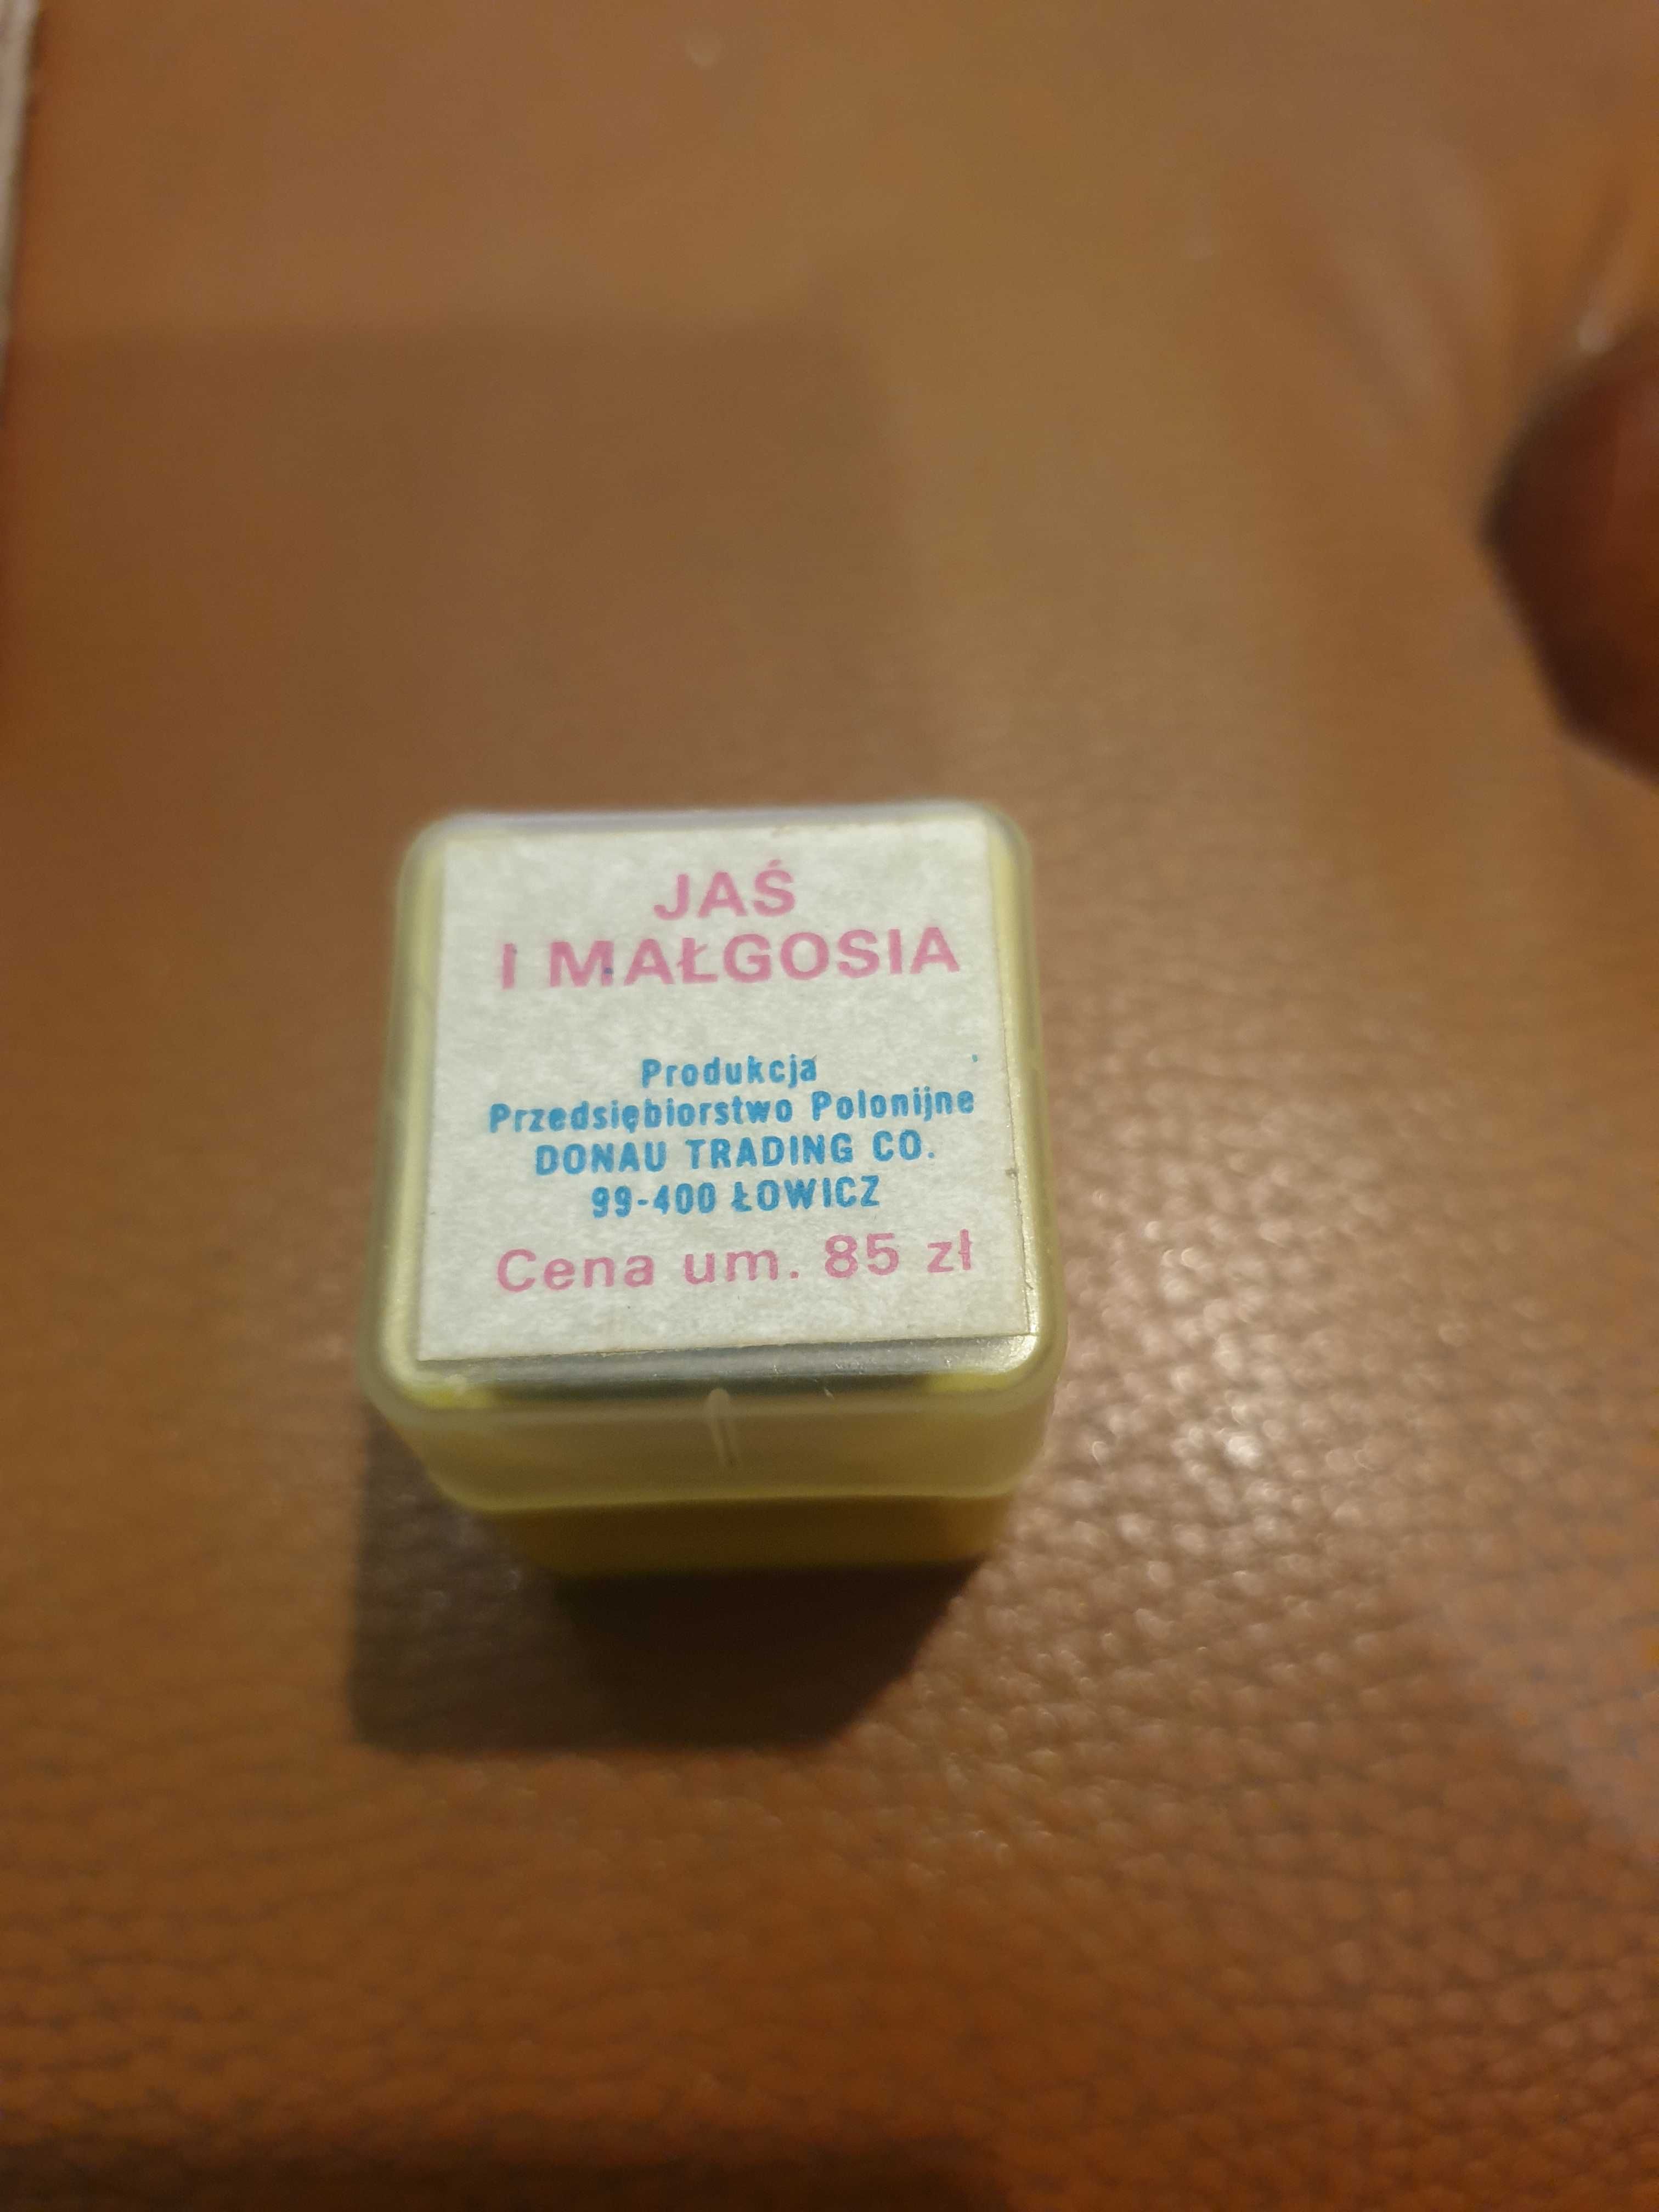 JAŚ
I MAŁGOSIA
Produkcja
Przedsiębiorstwo Polonijne
DONAU TRADING CO.
99-400 ŁOWICZ
Cena um. 85 zł